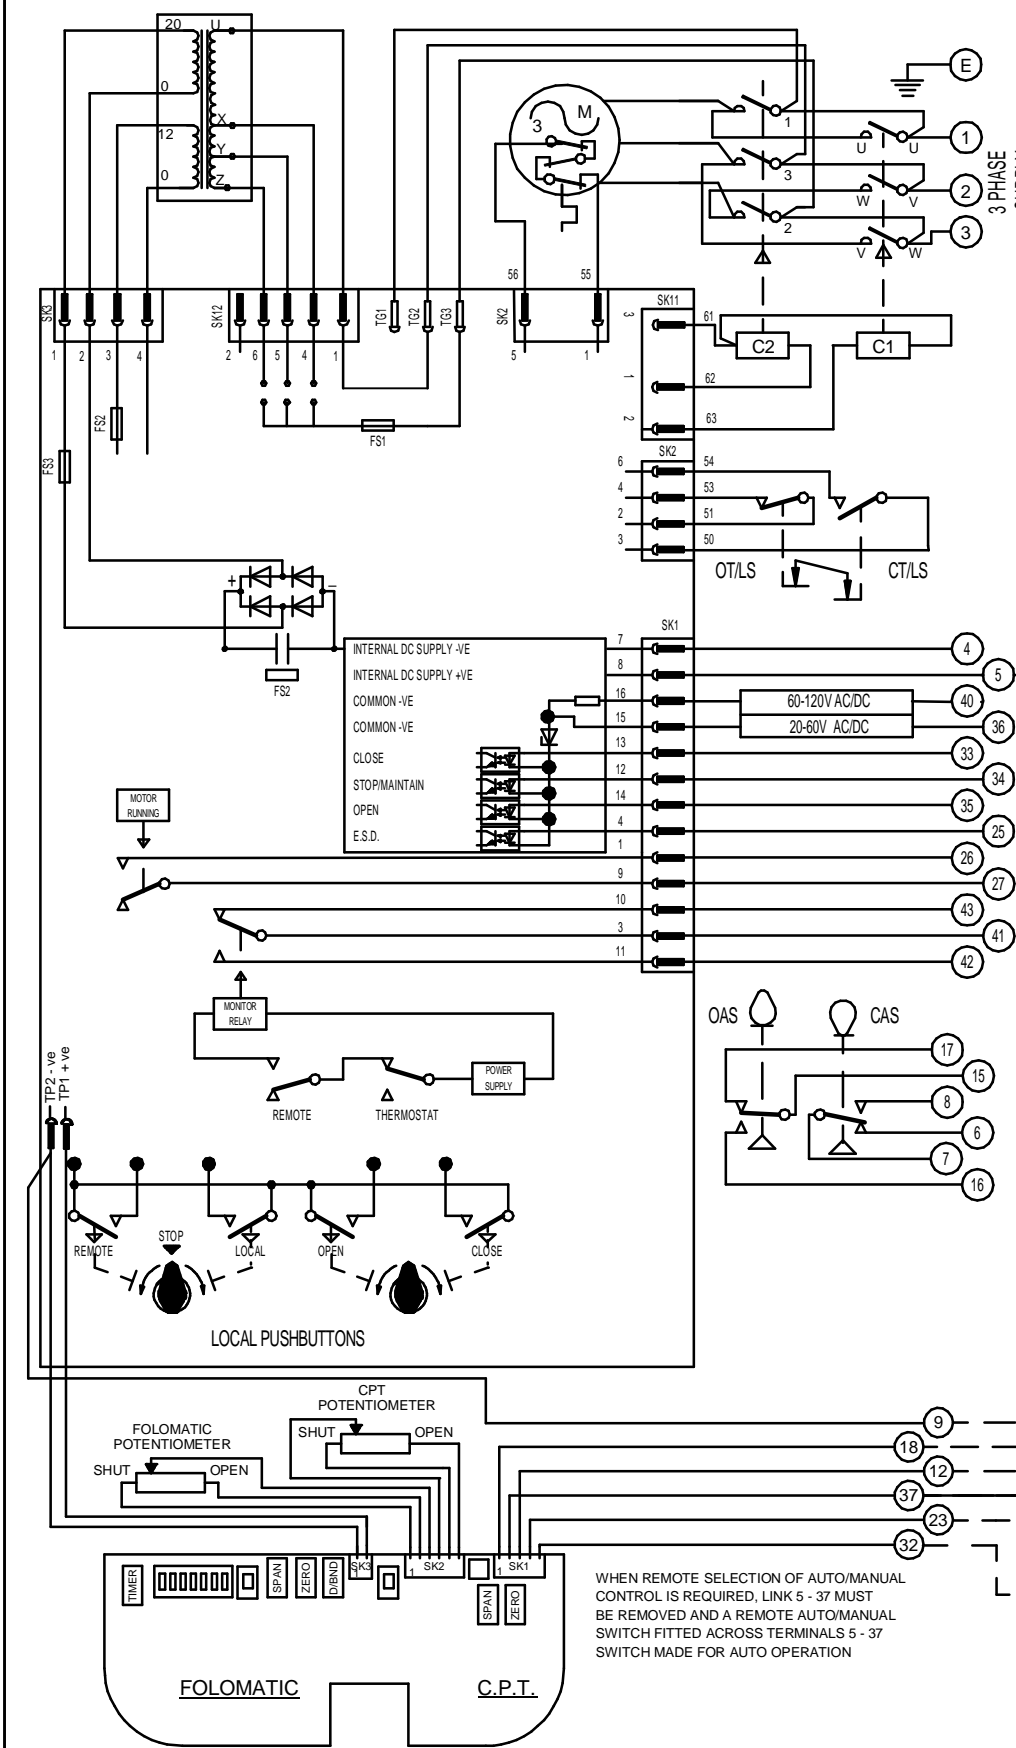 20 U
0
X
12
Y
0 Z
3 M
1
3
2
U U
W V
V W
E
1
2
3
3 PHASE
56 55
SK3
SK12
TG1
TG2
TG3
SK2
SK11
1 2 3 4
2 6 5 4 1
5 1
3 61
1 62
2 63
C2 C1
FS2
FS3
FS1
SK2
6 54
4 53
2 51
3 50
OT/LS CT/LS
+ –
FS2
SK1
INTERNAL DC SUPPLY -VE 7 4
INTERNAL DC SUPPLY +VE 8 5
COMMON -VE 16 60-120V AC/DC 40
COMMON -VE 15 20-60V AC/DC 36
CLOSE 13 33
STOP/MAINTAIN 12 34
OPEN 14 35
E.S.D. 4 25
1 26
9 27
10 43
3 41
11 42
MOTOR
RUNNING
MONITOR
RELAY
REMOTE THERMOSTAT
POWER
SUPPLY
OAS CAS
17
15
8
6
7
16
TP2 - ve
TP1 + ve
REMOTE STOP LOCAL OPEN CLOSE
LOCAL PUSHBUTTONS
CPT
POTENTIOMETER
SHUT OPEN
FOLOMATIC
POTENTIOMETER
SHUT OPEN
9
18
12
37
23
32
TIMER
SPAN
ZERO
D/BND
SK3
1
SK2
1
SK1
1
SPAN
ZERO
FOLOMATIC C.P.T.
WHEN REMOTE SELECTION OF AUTO/MANUAL
CONTROL IS REQUIRED, LINK 5 - 37 MUST
BE REMOVED AND A REMOTE AUTO/MANUAL
SWITCH FITTED ACROSS TERMINALS 5 - 37
SWITCH MADE FOR AUTO OPERATION